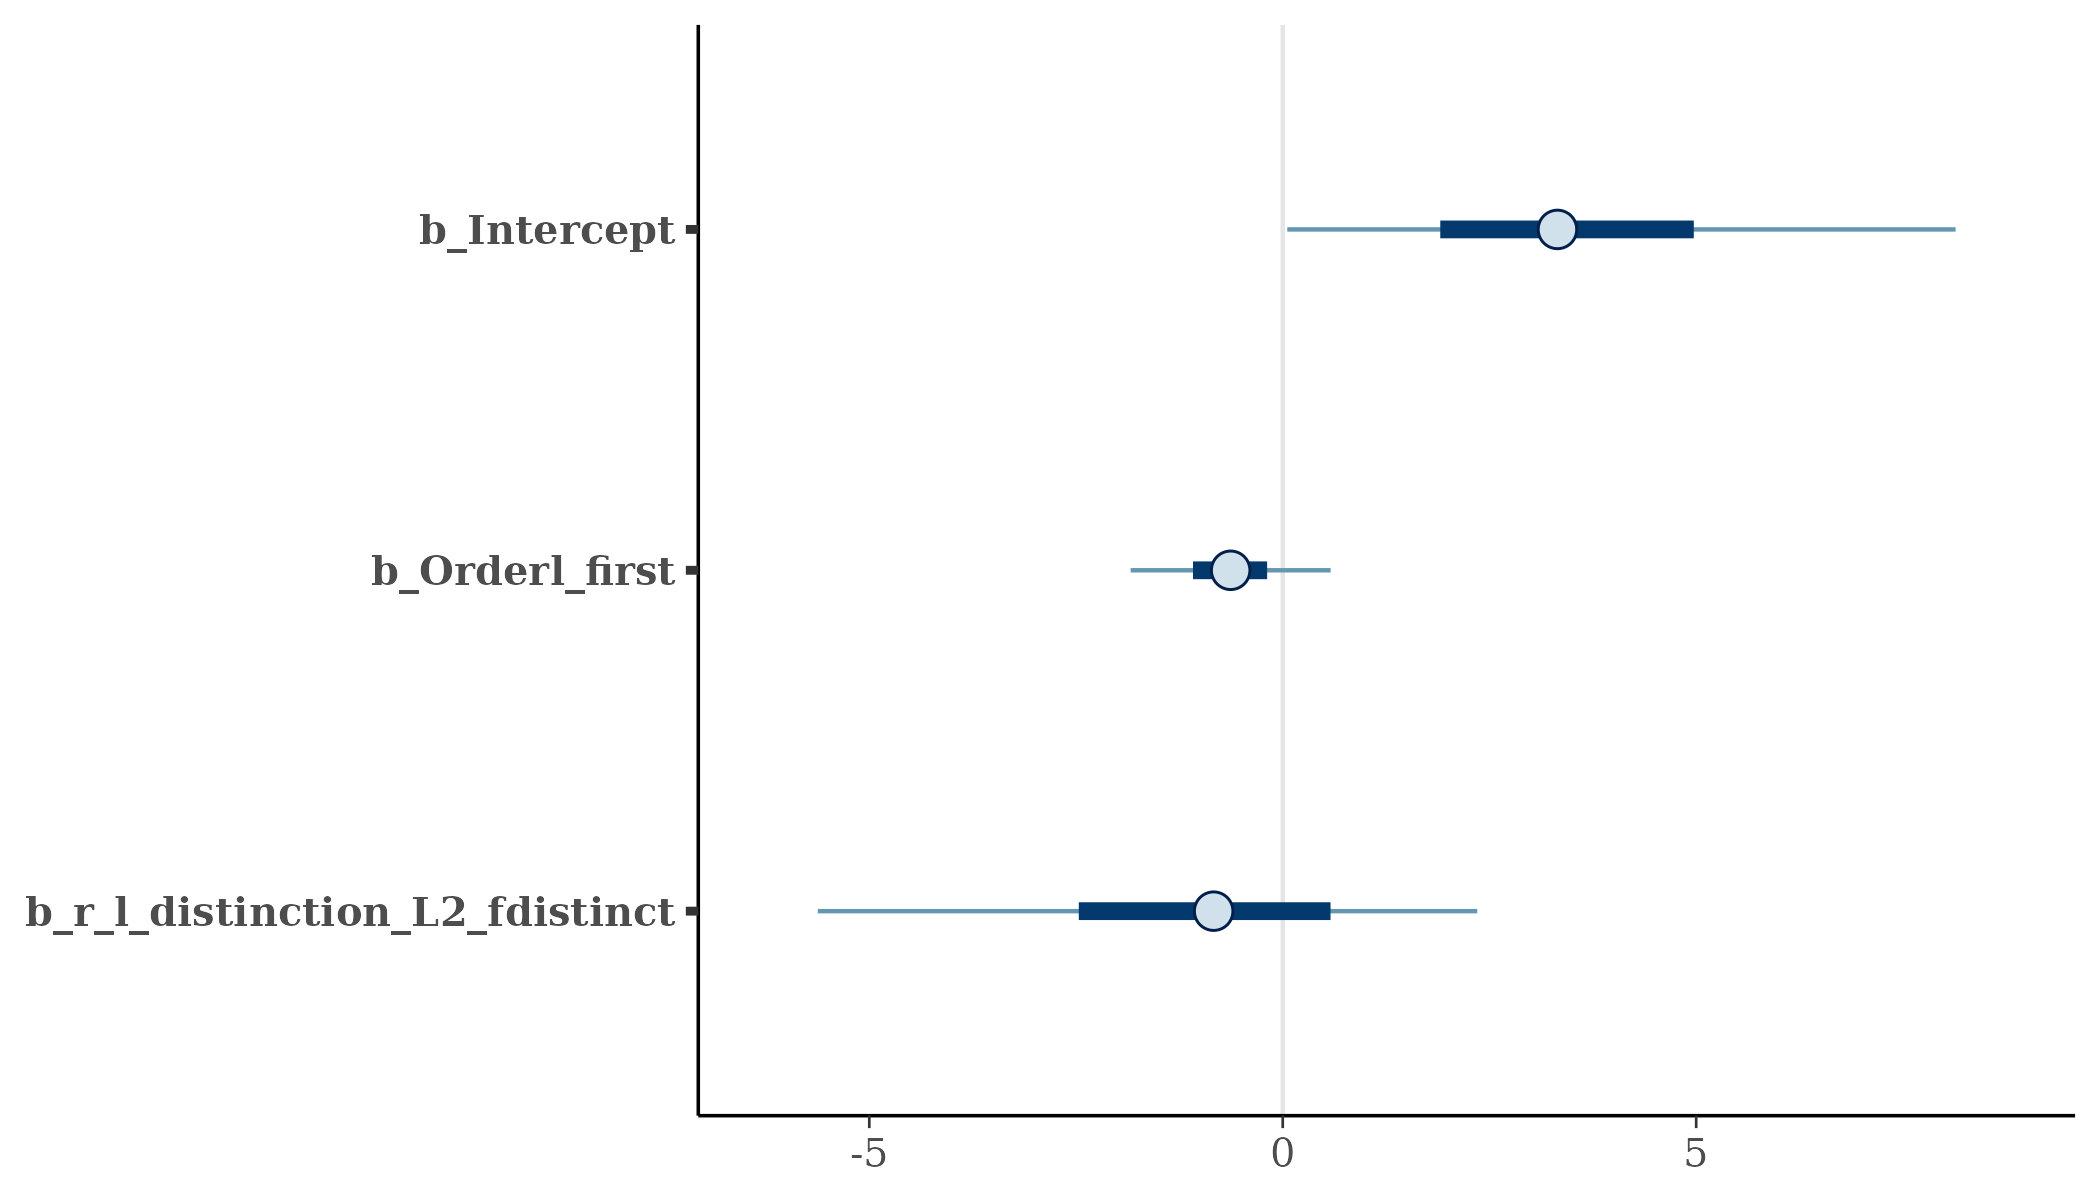 b_Intercept
b_Orderl_first
b_r_l_distinction_L2_fdistinct
-5
0
5